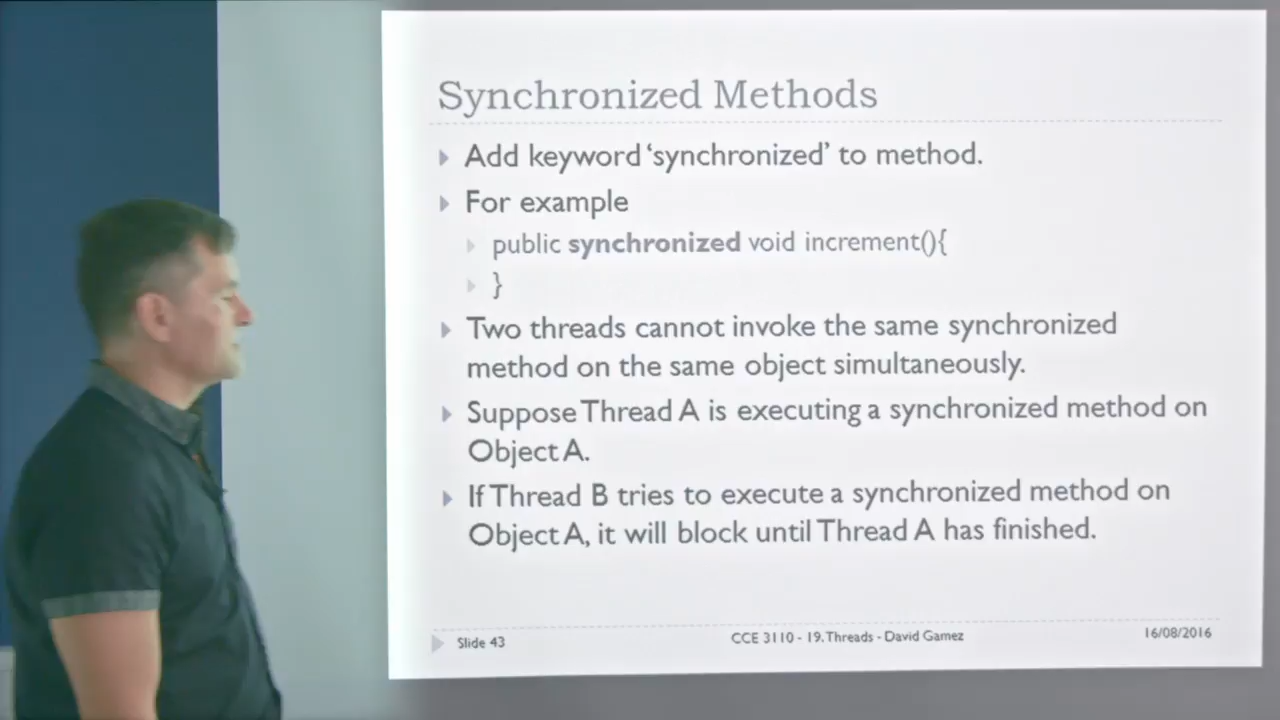 Synchronized Methods
Add keyword ‘synchronized’ to method.
For example
public synchronized void increment(){
}
Two threads cannot invoke the same synchronized
method on the same object simultaneously.
Suppose Thread A is executing a synchronized method on
Object A.
If Thread B tries to execute a synchronized method on
Object A, it will block until Thread A has finished.
Slide 43
CCE 3110 - 19. Threads - David Gamez
16/08/2016